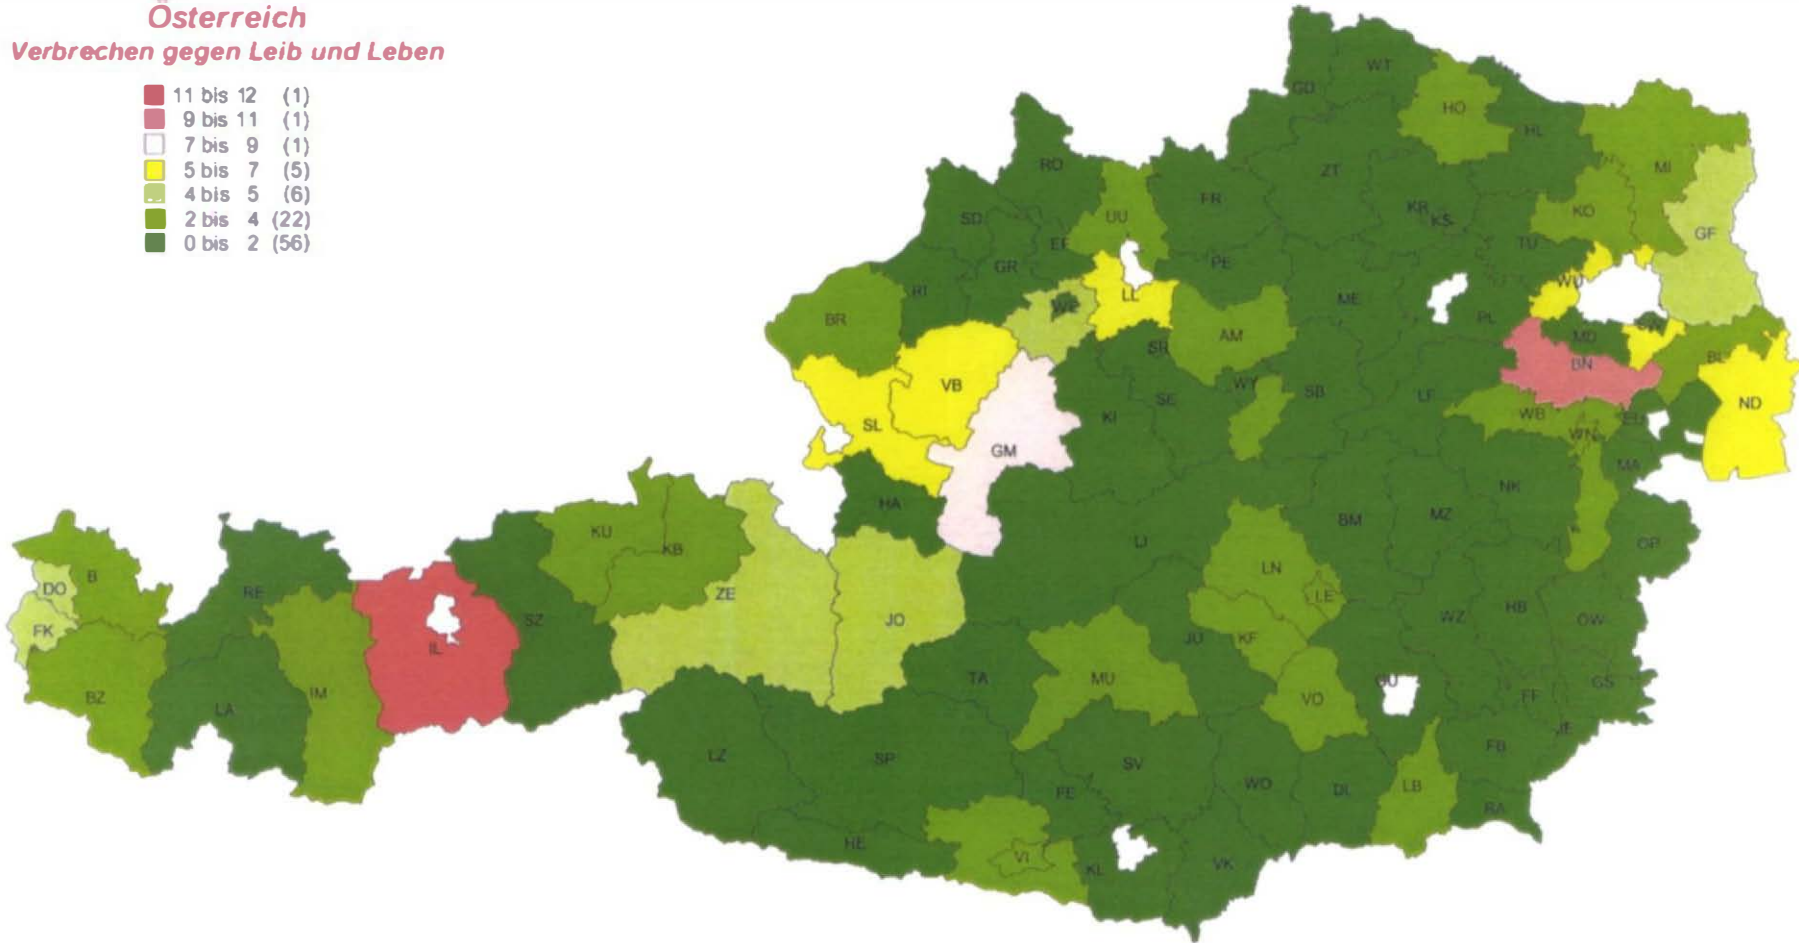 Österreich
Verbrechen gegen Leib und Leben
11 bis 12 (1)
9 bis 11 (1)
7 bis 9 (1)
5 bis 7 (5)
4 bis 5 (6)
2 bis 4 (22)
0 bis 2 (56)
WT
GD
HO
HL
MI
RO
ZT
FR
SD
UU
KR
KS
KO
GF
EF
TU
GR
PE
RI
LL
WU
ME
BR
WE
PL
AM
SR
MD
BN
BL
VB
WY
SB
LF
SE
ND
KI
SL
WB
WN
GM
EU
MA
HA
NK
KU
BM
MZ
KB
LI
OP
B
DO
RE
ZE
LN
LE
HB
FK
SZ
JO
WZ
OW
IL
KF
JU
BZ
IM
TA
MU
GS
LA
VO
GU
FF
JE
LZ
SP
SV
FB
FE
WO
DL
LB
RA
HE
VI
KL
VK